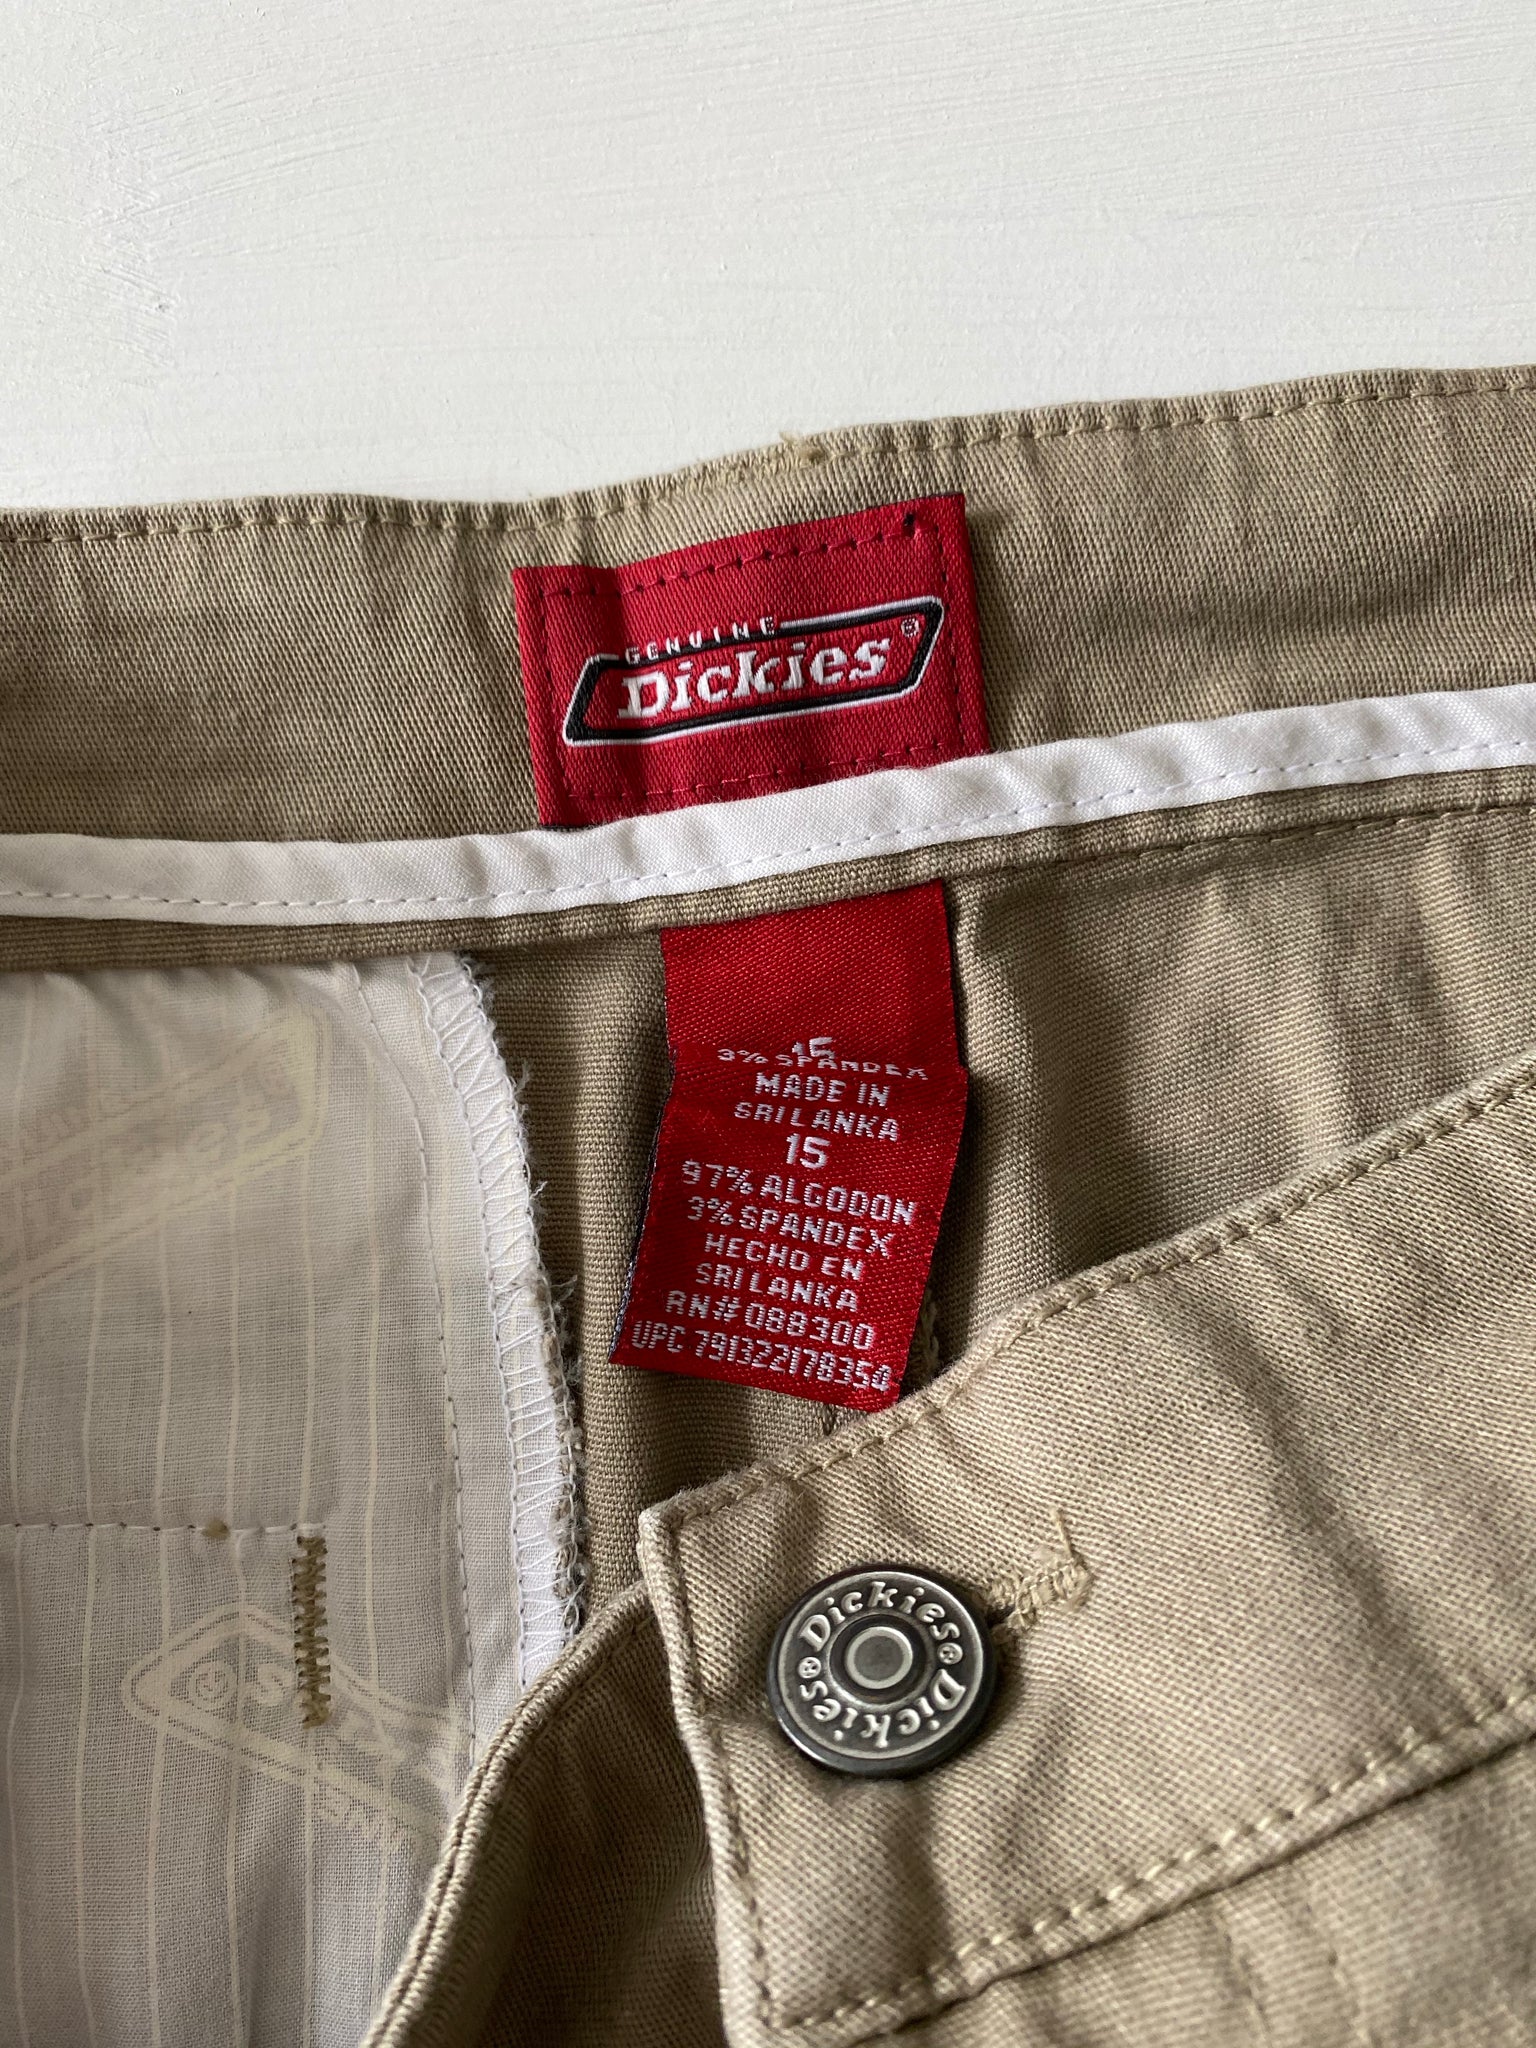 GENUINE
Dickies®
15
3% SPANDEX
MADE IN
SRI LANKA
15
97% ALGODON
3% SPANDEX
HECHO EN
SRI LANKA
RN# 088300
UPC 791322178354
Dickies® Dickies®